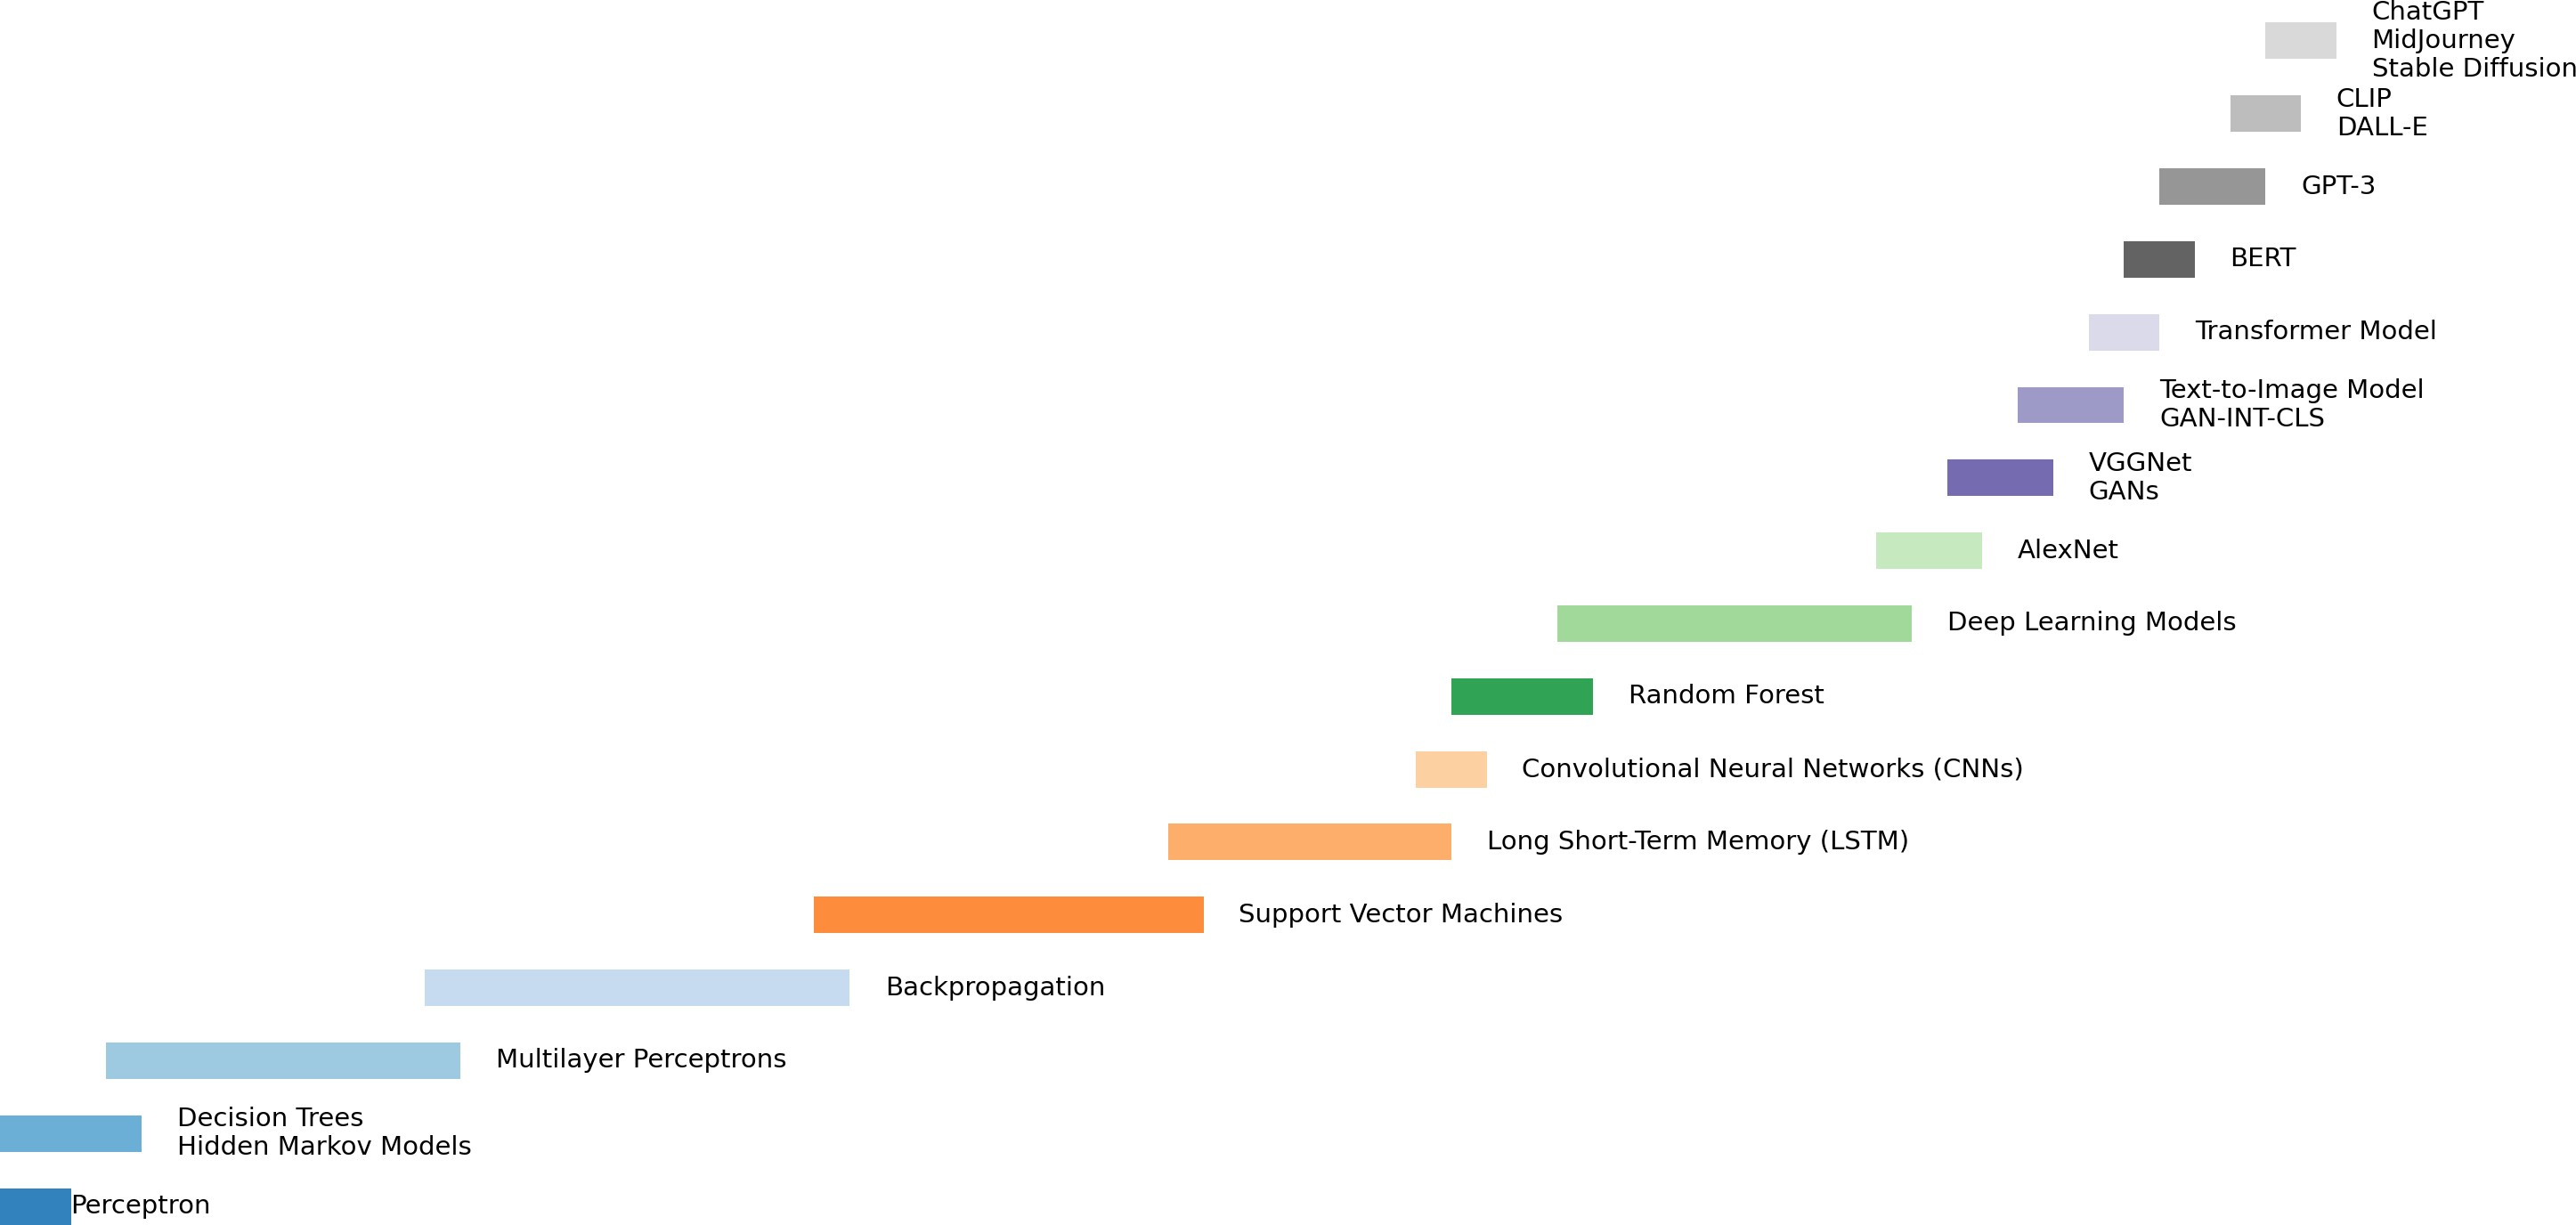 ChatGPT
MidJourney
Stable Diffusion
CLIP
DALL-E
GPT-3
BERT
Transformer Model
Text-to-Image Model
GAN-INT-CLS
VGGNet
GANs
AlexNet
Deep Learning Models
Random Forest
Convolutional Neural Networks (CNNs)
Long Short-Term Memory (LSTM)
Support Vector Machines
Backpropagation
Multilayer Perceptrons
Decision Trees
Hidden Markov Models
Perceptron